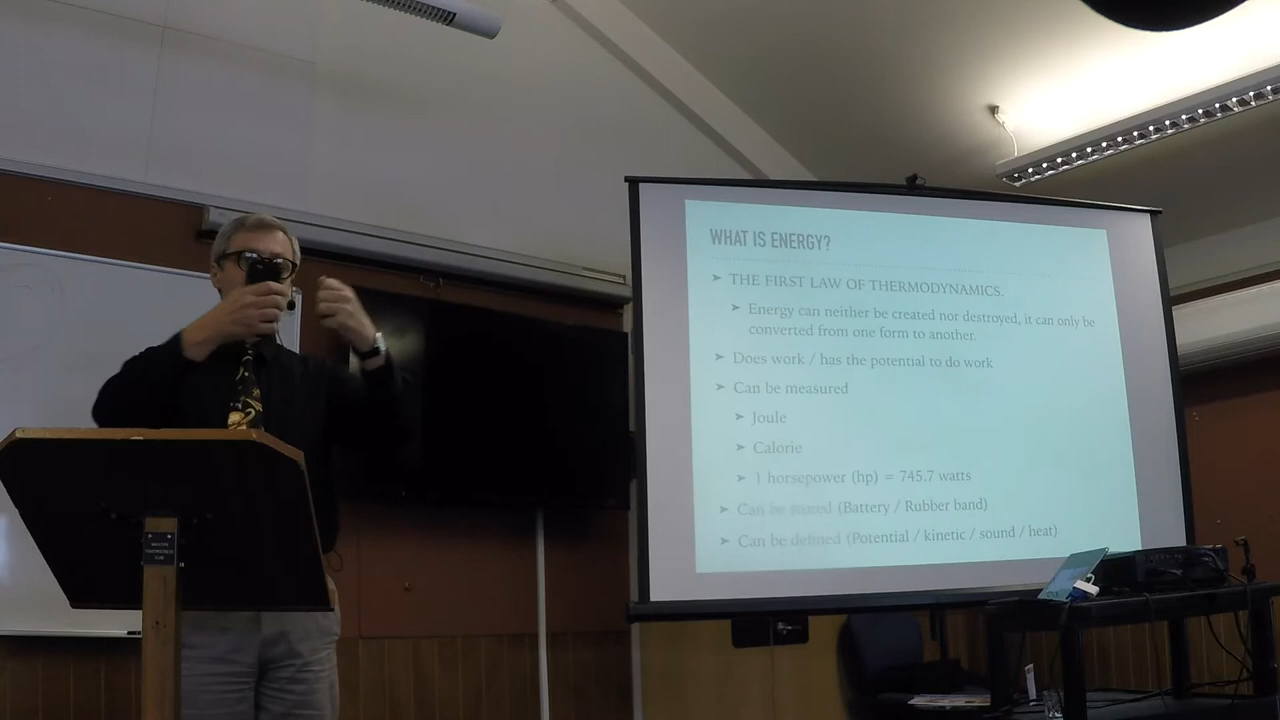 WHAT IS ENERGY?
➤ THE FIRST LAW OF THERMODYNAMICS.
➤ Energy can neither be created nor destroyed, it can only be
converted from one form to another.
➤ Does work / has the potential to do work
➤ Can be measured
➤ Joule
➤ Calorie
➤ 1 horsepower (hp) = 745.7 watts
➤ Can be stored (Battery / Rubber band)
➤ Can be defined (Potential / kinetic / sound / heat)